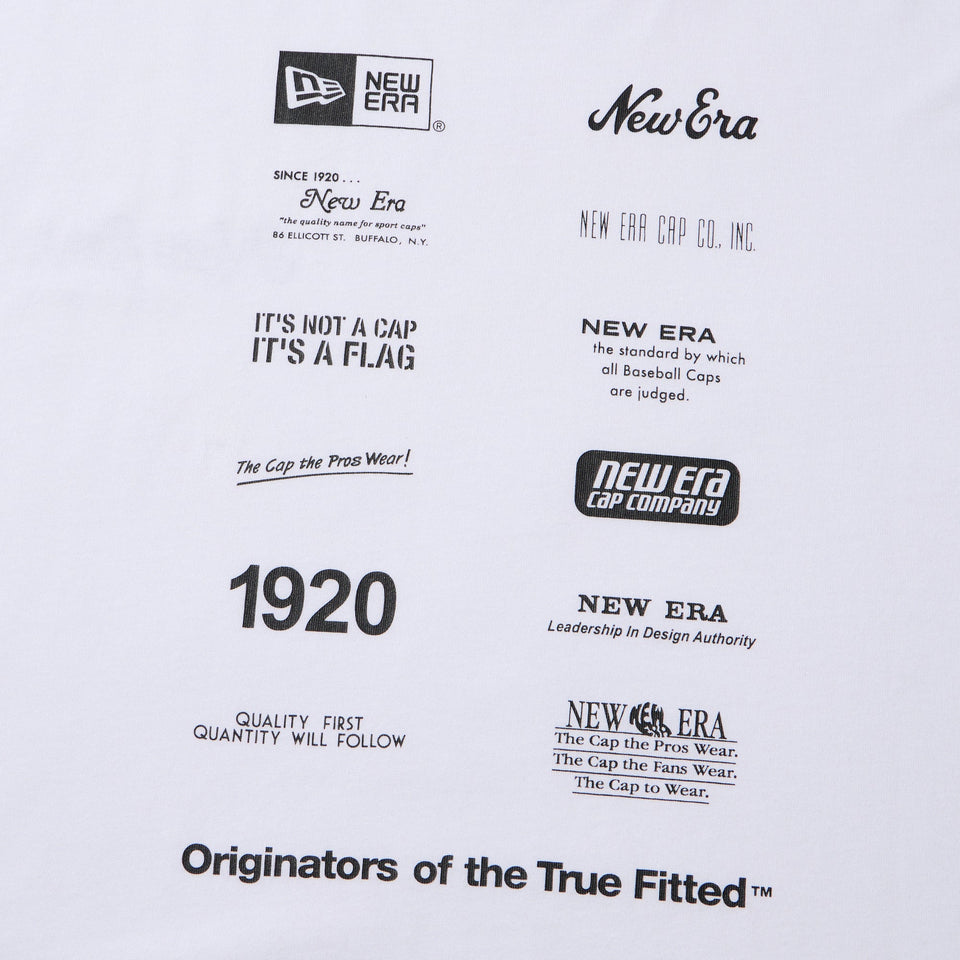 NEW
ERA
®
New Era
SINCE 1920...
New Era
"the quality name for sport caps"
86 ELLICOTT ST. BUFFALO, N.Y.
NEW ERA CAP CO., INC.
IT'S NOT A CAP
IT'S A FLAG
NEW ERA
the standard by which
all Baseball Caps
are judged.
The Cap the Pros Wear!
new era
cap company
1920
NEW ERA
Leadership In Design Authority
QUALITY FIRST
QUANTITY WILL FOLLOW
NEW NEW ERA ERA
The Cap the Pros Wear.
The Cap the Fans Wear.
The Cap to Wear.
Originators of the True Fitted™